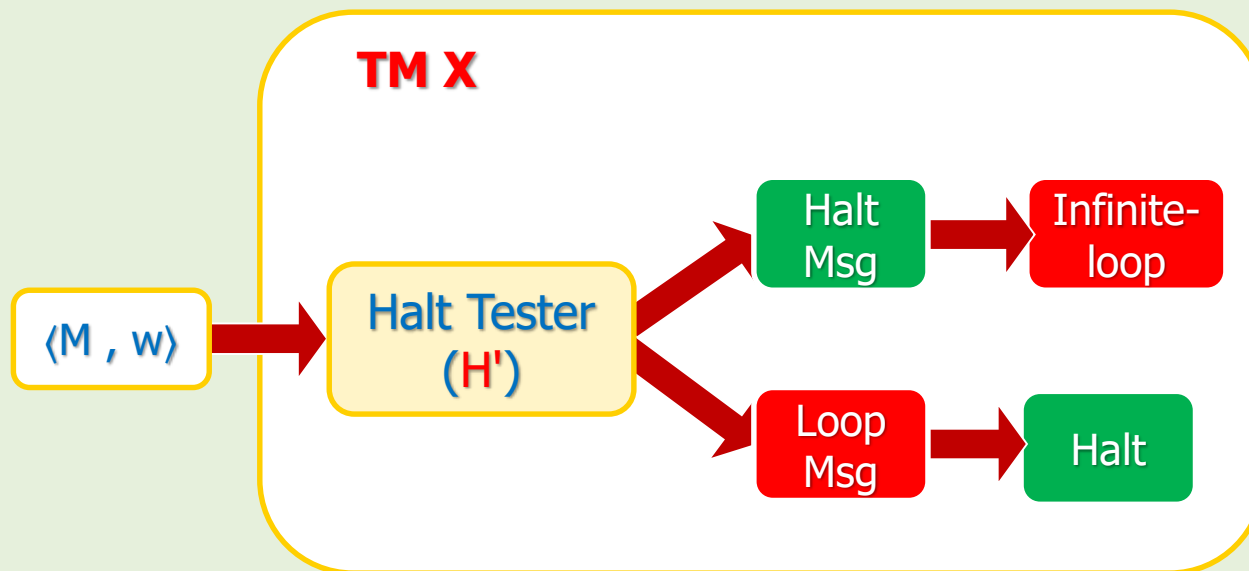 TM X
Halt
Msg
Infinite-
loop
⟨M , w⟩
Halt Tester
(H')
Loop
Msg
Halt